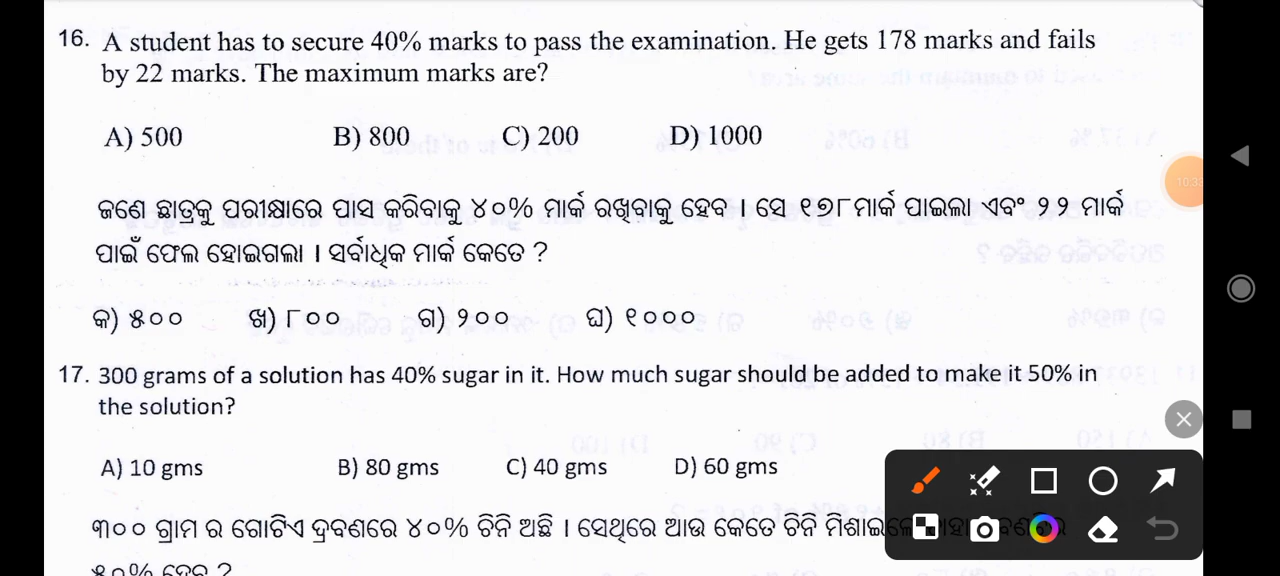 16. A student has to secure 40% marks to pass the examination. He gets 178 marks and fails
by 22 marks. The maximum marks are?
A) 500 B) 800 C) 200 D) 1000
ଜଣେ ଛାତ୍ରକୁ ପରୀକ୍ଷାରେ ପାସ କରିବାକୁ ୪୦% ମାର୍କ ରଖିବାକୁ ହେବ । ସେ ୧୭୮ ମାର୍କ ପାଇଲା ଏବଂ ୨୨ ମାର୍କ
ପାଇଁ ଫେଲ ହୋଇଗଲା । ସର୍ବାଧିକ ମାର୍କ କେତେ ?
କ) ୫୦୦ ଖ) ୮୦୦ ଗ) ୨୦୦ ଘ) ୧୦୦୦
17. 300 grams of a solution has 40% sugar in it. How much sugar should be added to make it 50% in
the solution?
A) 10 gms B) 80 gms C) 40 gms D) 60 gms
୩୦୦ ଗ୍ରାମ ର ଗୋଟିଏ ଦ୍ରବଣରେ ୪୦% ଚିନି ଅଛି । ସେଥିରେ ଆଉ କେତେ ଚିନି
୫୦% ହେବ ?
10:33